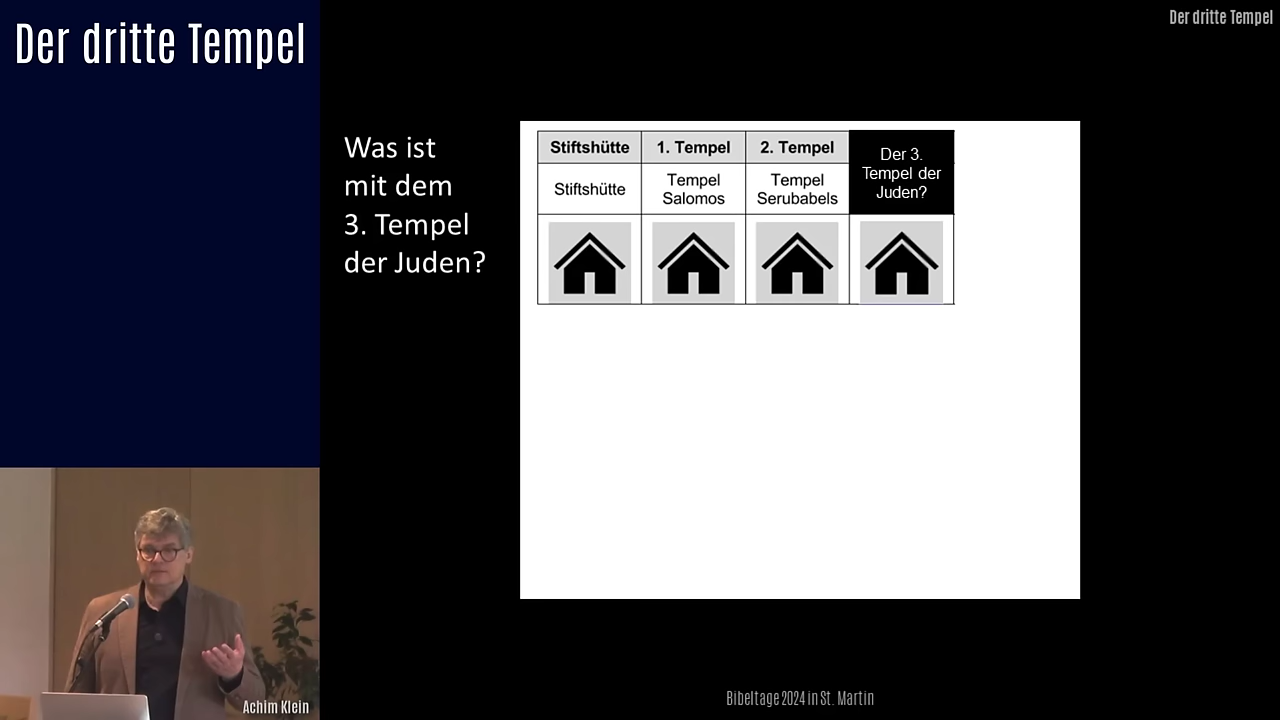 Der dritte Tempel
Der dritte Tempel
Was ist
mit dem
3. Tempel
der Juden?
Stiftshütte 1. Tempel 2. Tempel Der 3. Tempel der Juden?
Stiftshütte Tempel Salomos Tempel Serubabels
Achim Klein
Bibeltage 2024 in St. Martin